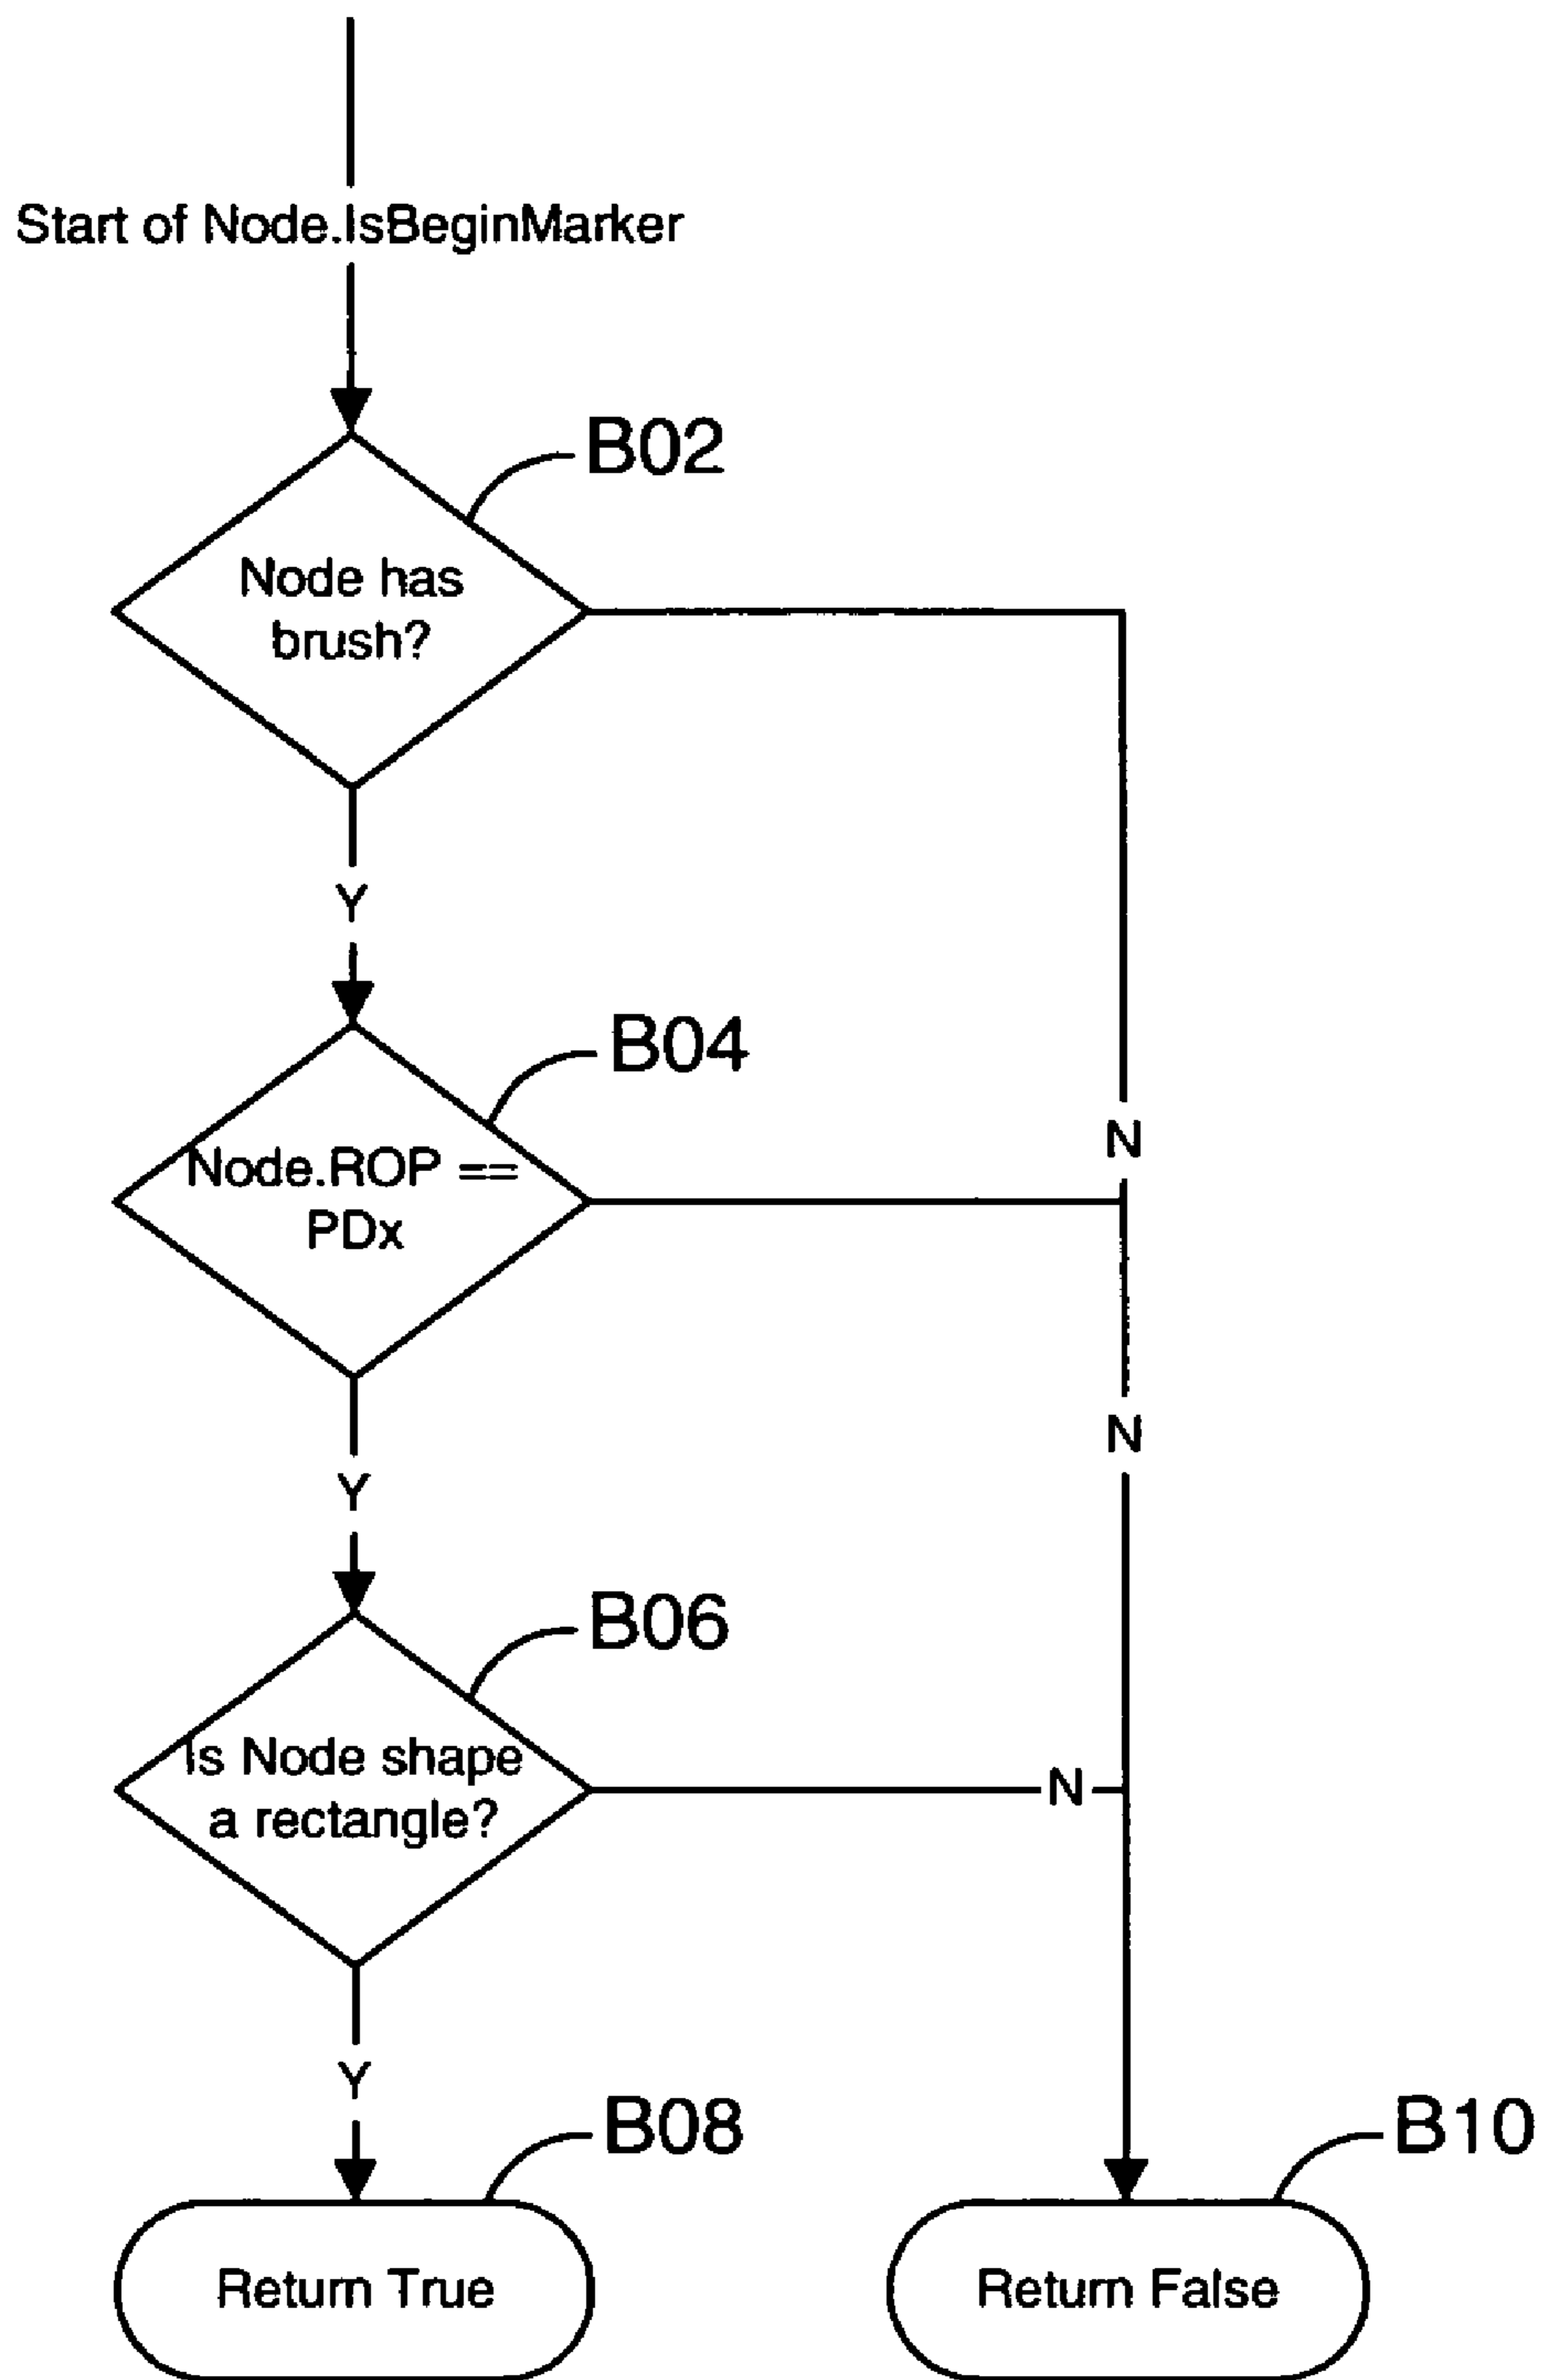 Start of Node.IsBeginMarker
B02
Node has
brush?
Y
N
B04
Node.ROP ==
PDx
N
Y
B06
Is Node shape
a rectangle?
N
Y
B08
B10
Return True
Return False